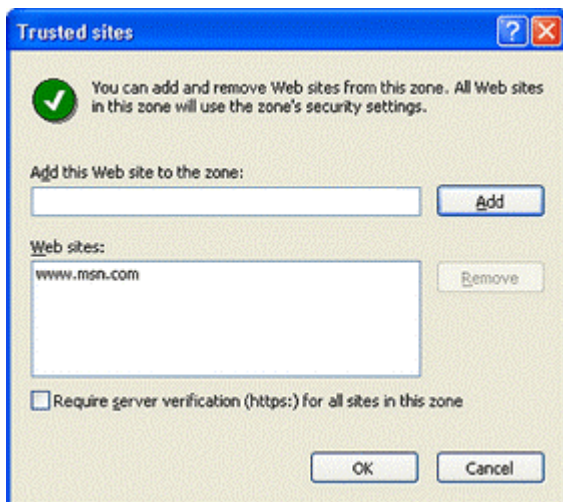 Trusted sites
?
You can add and remove Web sites from this zone. All Web sites
in this zone will use the zone's security settings.
Add this Web site to the zone:
Add
Web sites:
www.msn.com
Remove
Require server verification (https:) for all sites in this zone
OK
Cancel